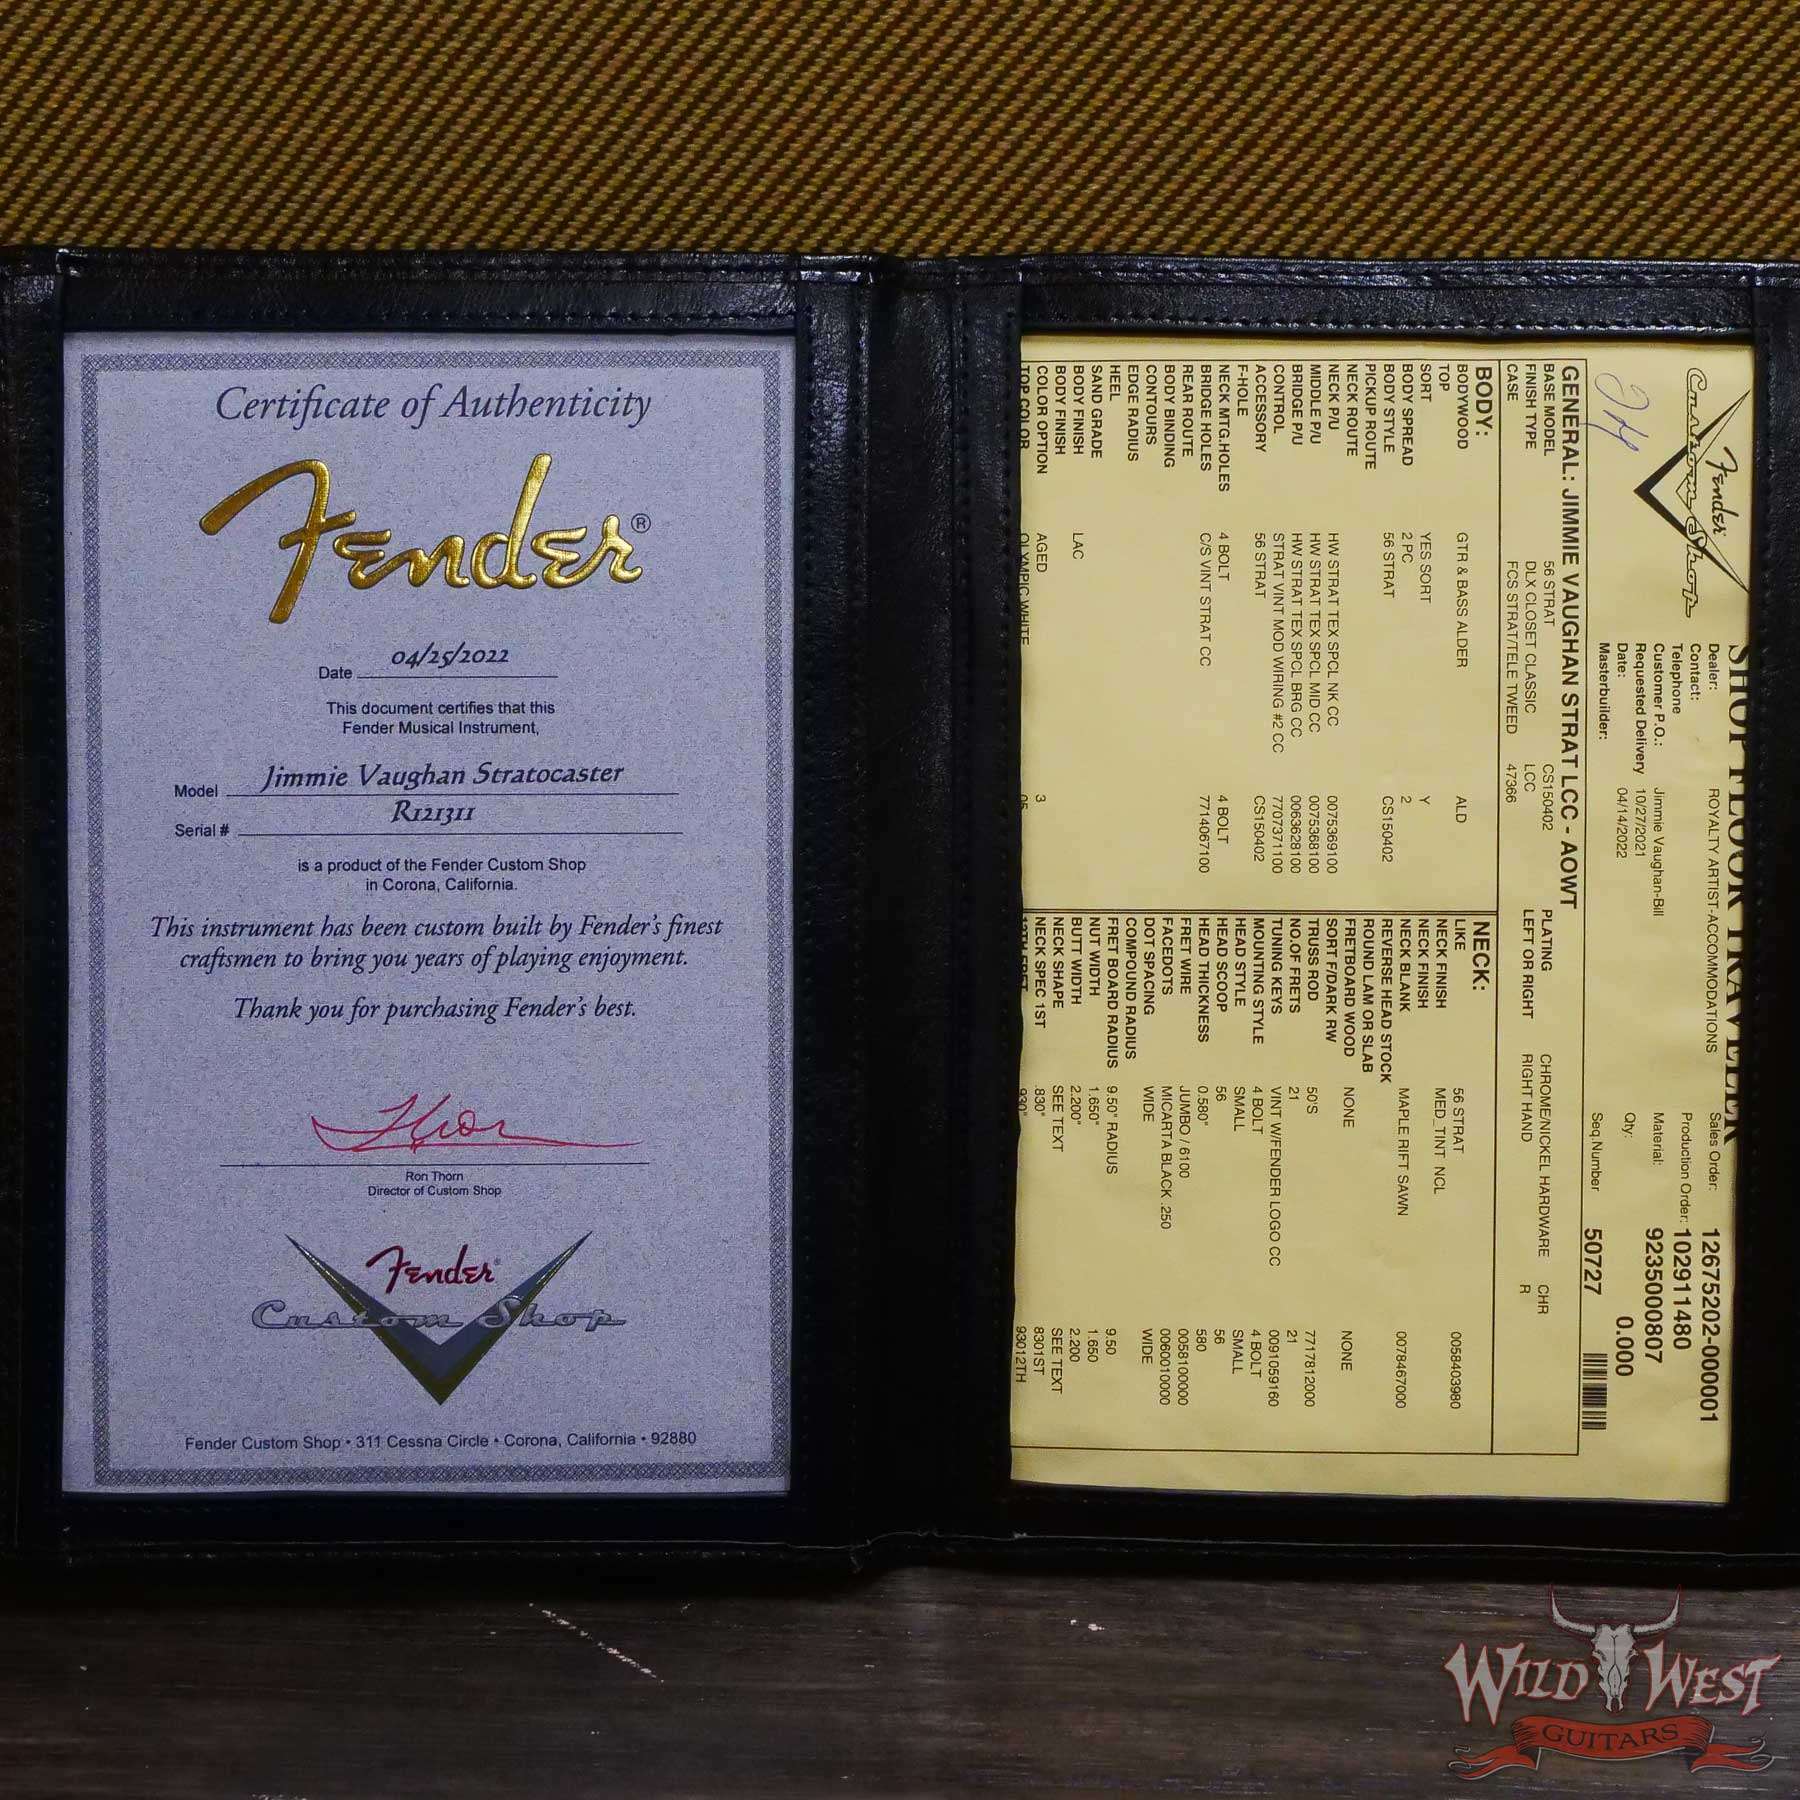 Certificate of Authenticity
Fender®
Date 04/25/2022
This document certifies that this
Fender Musical Instrument,
Model Jimmie Vaughan Stratocaster
Serial # R121311
is a product of the Fender Custom Shop
in Corona, California.
This instrument has been custom built by Fender's finest
craftsmen to bring you years of playing enjoyment.
Thank you for purchasing Fender's best.
Ron Thorn
Director of Custom Shop
Fender
Custom Shop
Fender Custom Shop • 311 Cessna Circle • Corona, California • 92880
SHOP FLOOR TRAVELER
Fender
Custom Shop
Dealer: ROYALTY ARTIST-ACCOMMODATIONS Sales Order: 12675202-000001
Contact: Production Order: 102911480
Telephone
Customer P.O.: Jimmie Vaughan-Bill Material: 9235000807
Requested Delivery 10/27/2021 Qty: 0.000
Date: 04/14/2022
Masterbuilder: Seq.Number 50727
GENERAL: JIMMIE VAUGHAN STRAT LCC - AOWT
BASE MODEL 56 STRAT CS150402 PLATING CHROME/NICKEL HARDWARE CHR
FINISH TYPE DLX CLOSET CLASSIC LCC LEFT OR RIGHT RIGHT HAND R
CASE FCS STRAT/TELE TWEED 47366
BODY:
BODYWOOD GTR & BASS ALDER ALD
TOP
SORT YES SORT Y
BODY SPREAD 2 PC 2
BODY STYLE 56 STRAT CS150402
PICKUP ROUTE
NECK ROUTE
NECK P/U HW STRAT TEX SPCL NK CC 0075369100
MIDDLE P/U HW STRAT TEX SPCL MID CC 0075368100
BRIDGE P/U HW STRAT TEX SPCL BRG CC 0063628100
CONTROL STRAT VINT MOD WIRING #2 CC 7707371100
ACCESSORY 56 STRAT CS150402
F-HOLE
NECK MTG.HOLES 4 BOLT 4 BOLT
BRIDGE HOLES C/S VINT STRAT CC 7714067100
REAR ROUTE
BODY BINDING
CONTOURS
EDGE RADIUS
HEEL
SAND GRADE
BODY FINISH LAC
BODY FINISH
COLOR OPTION AGED 3
TOP COLOR OLYMPIC WHITE 05
NECK:
LIKE 56 STRAT 0058403980
NECK FINISH MED_TINT NCL
NECK FINISH
NECK BLANK MAPLE RIFT SAWN 0078467000
REVERSE HEAD STOCK
ROUND LAM OR SLAB
FRETBOARD WOOD NONE NONE
SORT F/DARK RW
TRUSS ROD 50'S 7717812000
NO.OF FRETS 21 21
TUNING KEYS VINT W/FENDER LOGO CC 0091059160
MOUNTING STYLE 4 BOLT 4 BOLT
HEAD STYLE SMALL SMALL
HEAD SCOOP 56 56
HEAD THICKNESS 0.580" 580
FRET WIRE JUMBO / 6100 0058100000
FACEDOTS MICARTA BLACK .250 0060010000
DOT SPACING WIDE WIDE
COMPOUND RADIUS
FRET BOARD RADIUS 9.50" RADIUS 9.50
NUT WIDTH 1.650" 1.650
BUTT WIDTH 2.200" 2.200
NECK SHAPE SEE TEXT SEE TEXT
NECK SPEC 1ST .830" 8301ST
12TH FRET .930" 93012TH
WILD WEST
GUITARS